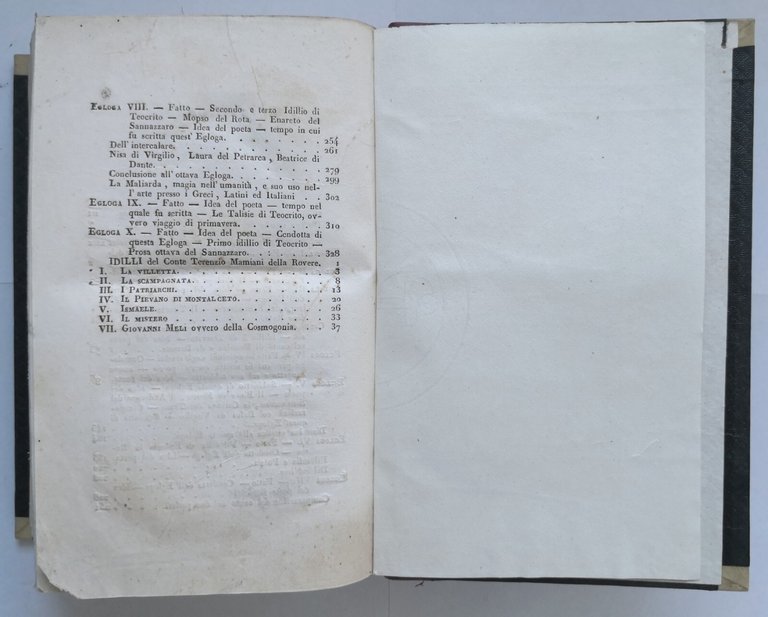 EGLOGA VIII. — Fatto — Secondo e terzo Idillio di
Teocrito — Mopso del Rota. — Enareto del
Sannazzaro — Idea del poeta — tempo in cui
fu scritta quest' Egloga. . . . . . . . 254
Dell' intercalare. . . . . . . . . . . . 261
Nisa di Virgilio, Laura del Petrarca, Beatrice di
Dante. . . . . . . . . . . . . . 279
Conclusione all' ottava Egloga. . . . . . . 299
La Maliarda, magia nell' umanità, e suo uso nel-
l' arte presso i Greci, Latini ed Italiani . . 302
EGLOGA IX. — Fatto — Idea del poeta — tempo nel
quale fu scritta — Le Talisie di Teocrito, ov-
vero viaggio di primavera. . . . . . . 310
EGLOGA X. — Fatto — Idea del poeta — Condotta di
questa Egloga — Primo idillio di Teocrito —
Prosa ottava del Sannazzaro. . . : . . . 328
IDILLI del Conte Terenzio Mamiani della Rovere. 1
I. LA VILLETTA. . . . . . . . . . . 3
II. LA SCAMPAGNATA. . . . . . . . . . 8
III. I PATRIARCHI. . . . . . . . . . . 13
IV. IL PIEVANO DI MONTALCETO. . . . . . . 20
V. ISMAELE. . . . . . . . . . . . . 26
VI. IL MISTERO . . . . . . . . . . . 33
VII. GIOVANNI MELI ovvero della Cosmogonia. . . 37